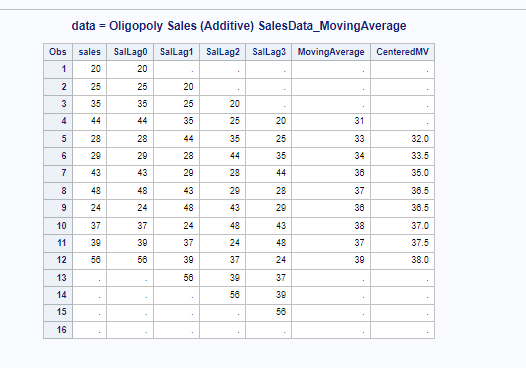 data = Oligopoly Sales (Additive) SalesData_MovingAverage
Obs sales SalLag0 SalLag1 SalLag2 SalLag3 MovingAverage CenteredMV
1 20 20 . . . . .
2 25 25 20 . . . .
3 35 35 25 20 . . .
4 44 44 35 25 20 31 .
5 28 28 44 35 25 33 32.0
6 29 29 28 44 35 34 33.5
7 43 43 29 28 44 36 35.0
8 48 48 43 29 28 37 36.5
9 24 24 48 43 29 36 36.5
10 37 37 24 48 43 38 37.0
11 39 39 37 24 48 37 37.5
12 56 56 39 37 24 39 38.0
13 . . 56 39 37 . .
14 . . . 56 39 . .
15 . . . . 56 . .
16 . . . . . . .